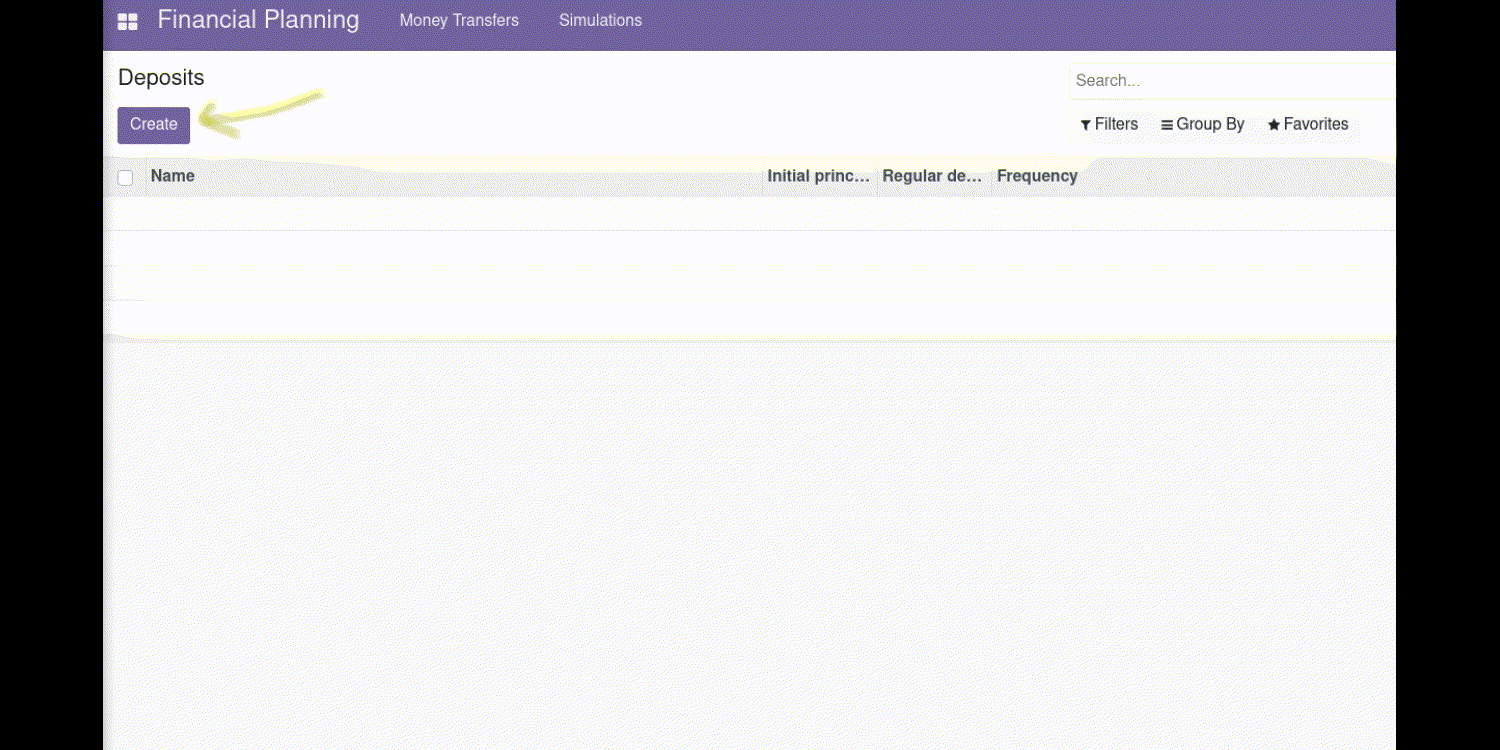 Financial Planning Money Transfers Simulations
Deposits
Search...
Create
Filters Group By Favorites
Name Initial princ... Regular de... Frequency